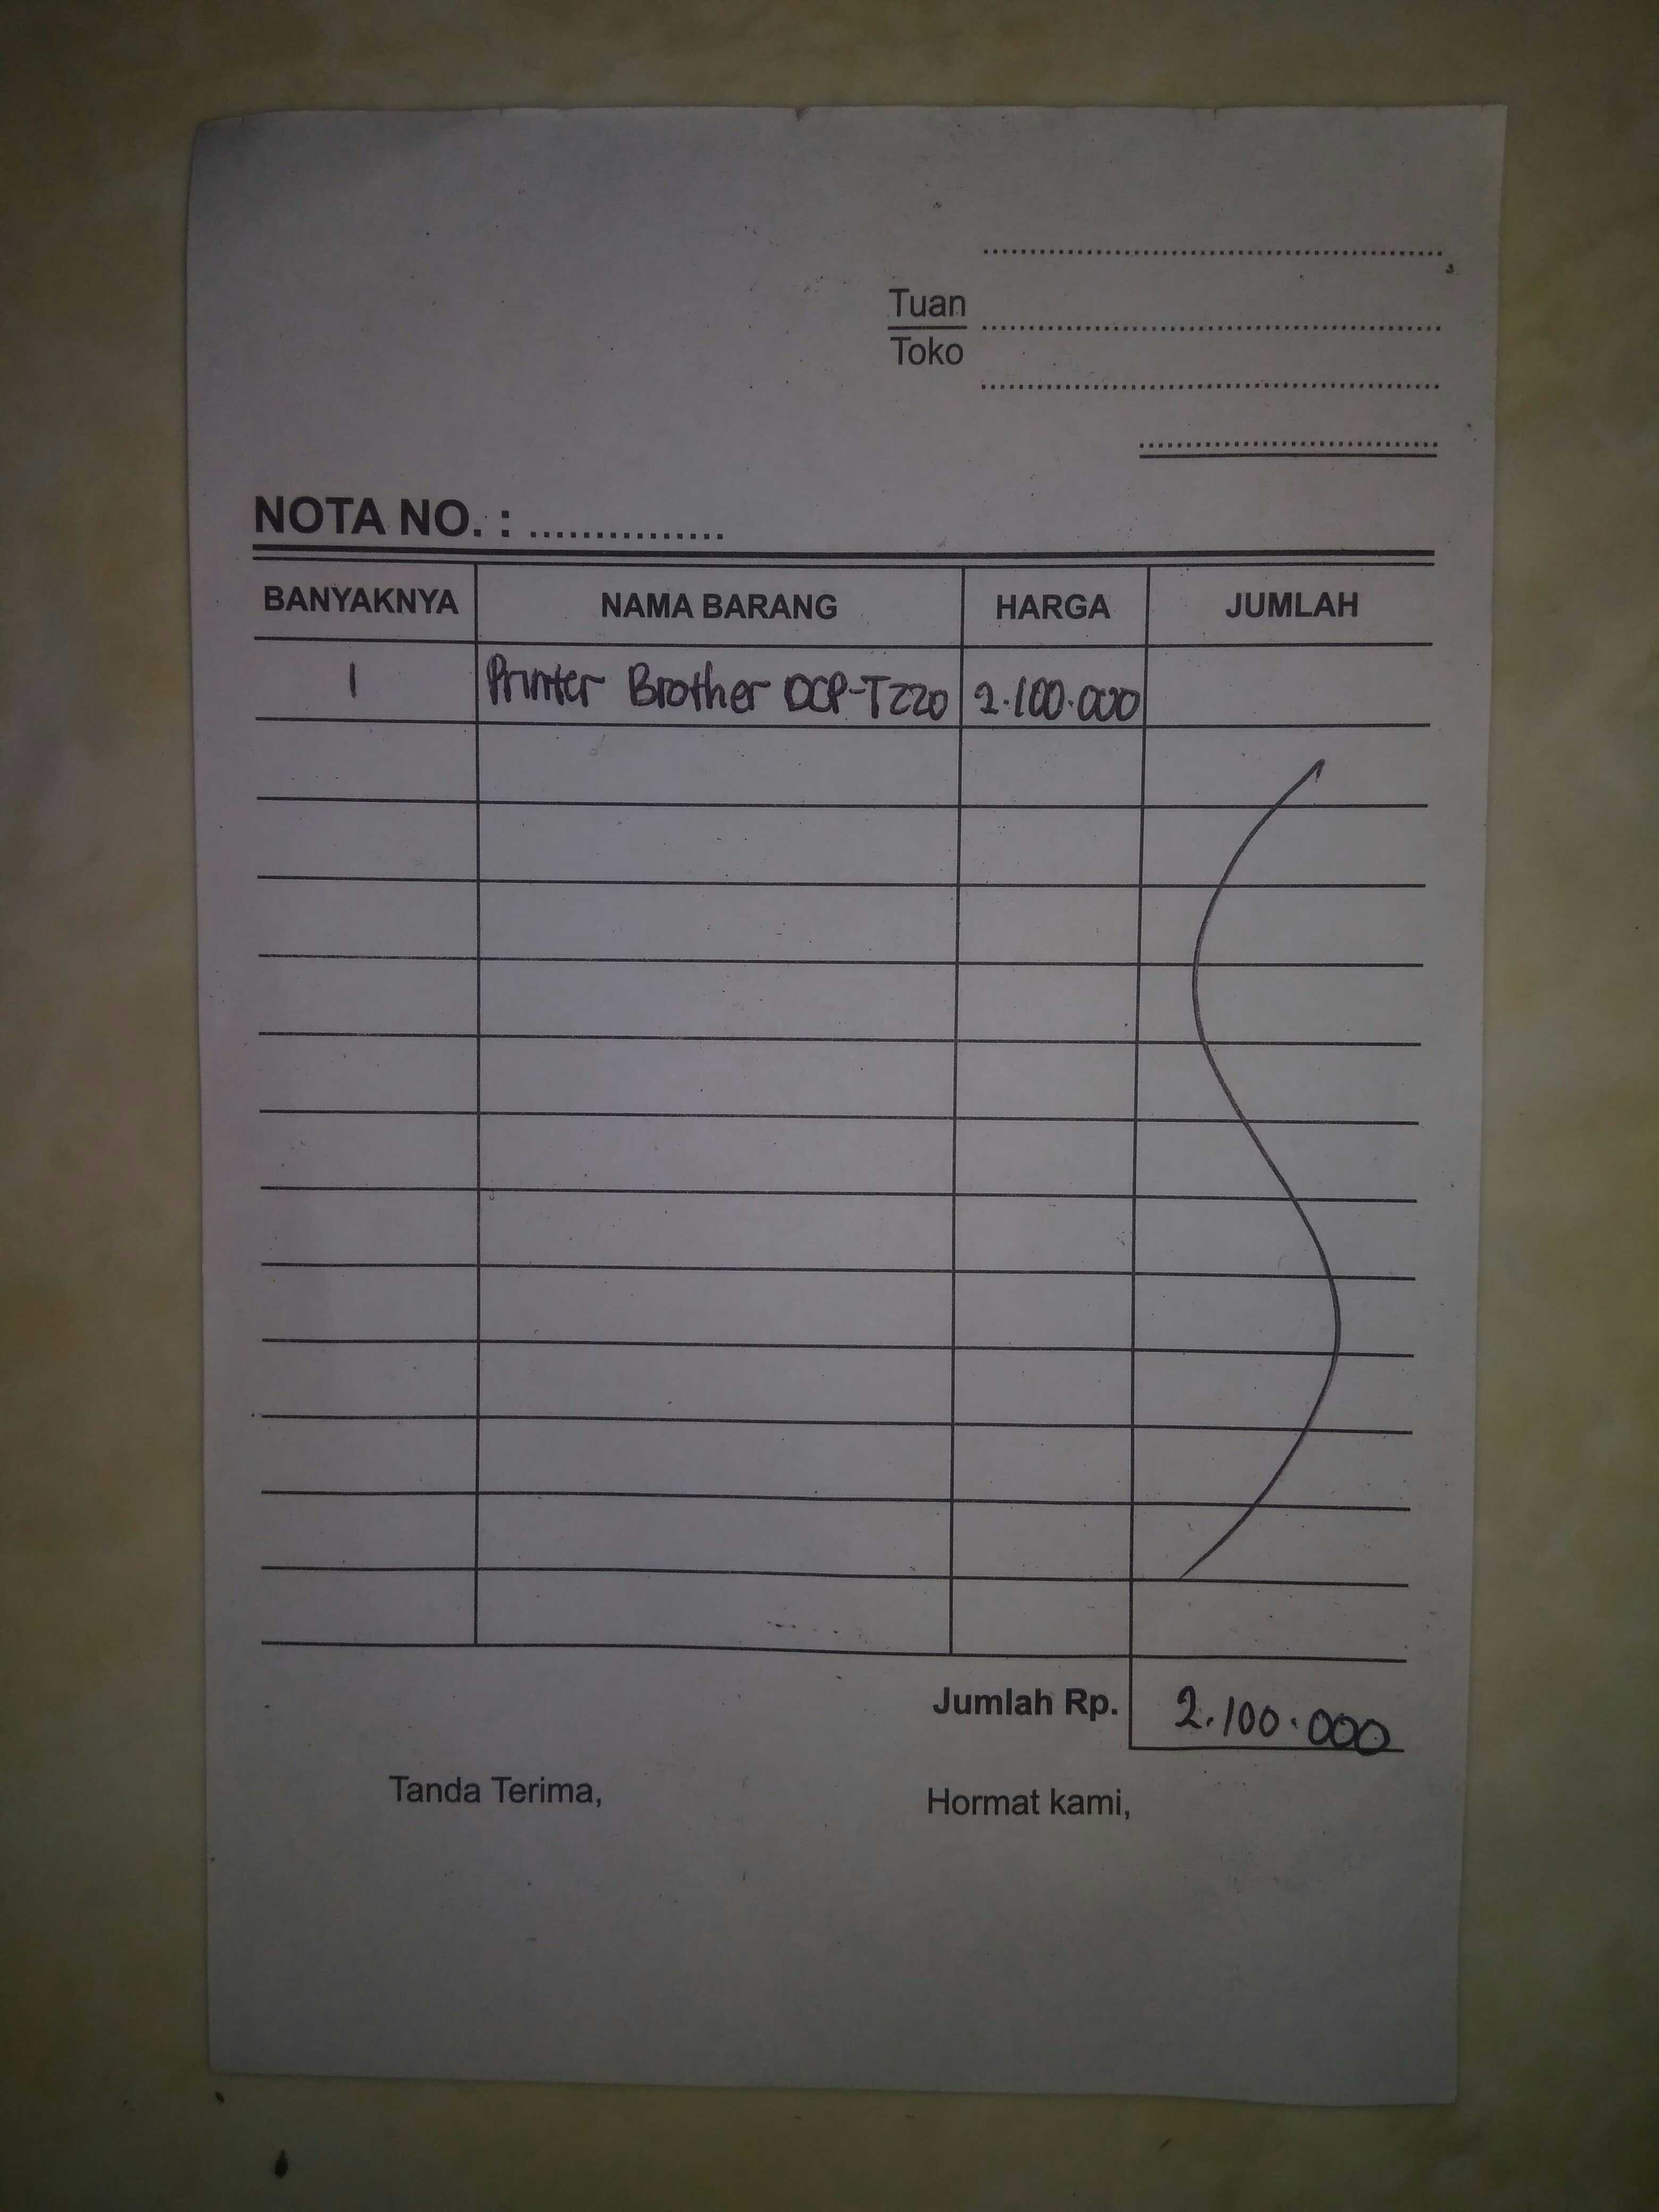 Tuan
Toko
NOTA NO. : ...............
BANYAKNYA NAMA BARANG HARGA JUMLAH
1 Printer Brother DCP-T220 2.100.000
Jumlah Rp. 2.100.000
Tanda Terima, Hormat kami,